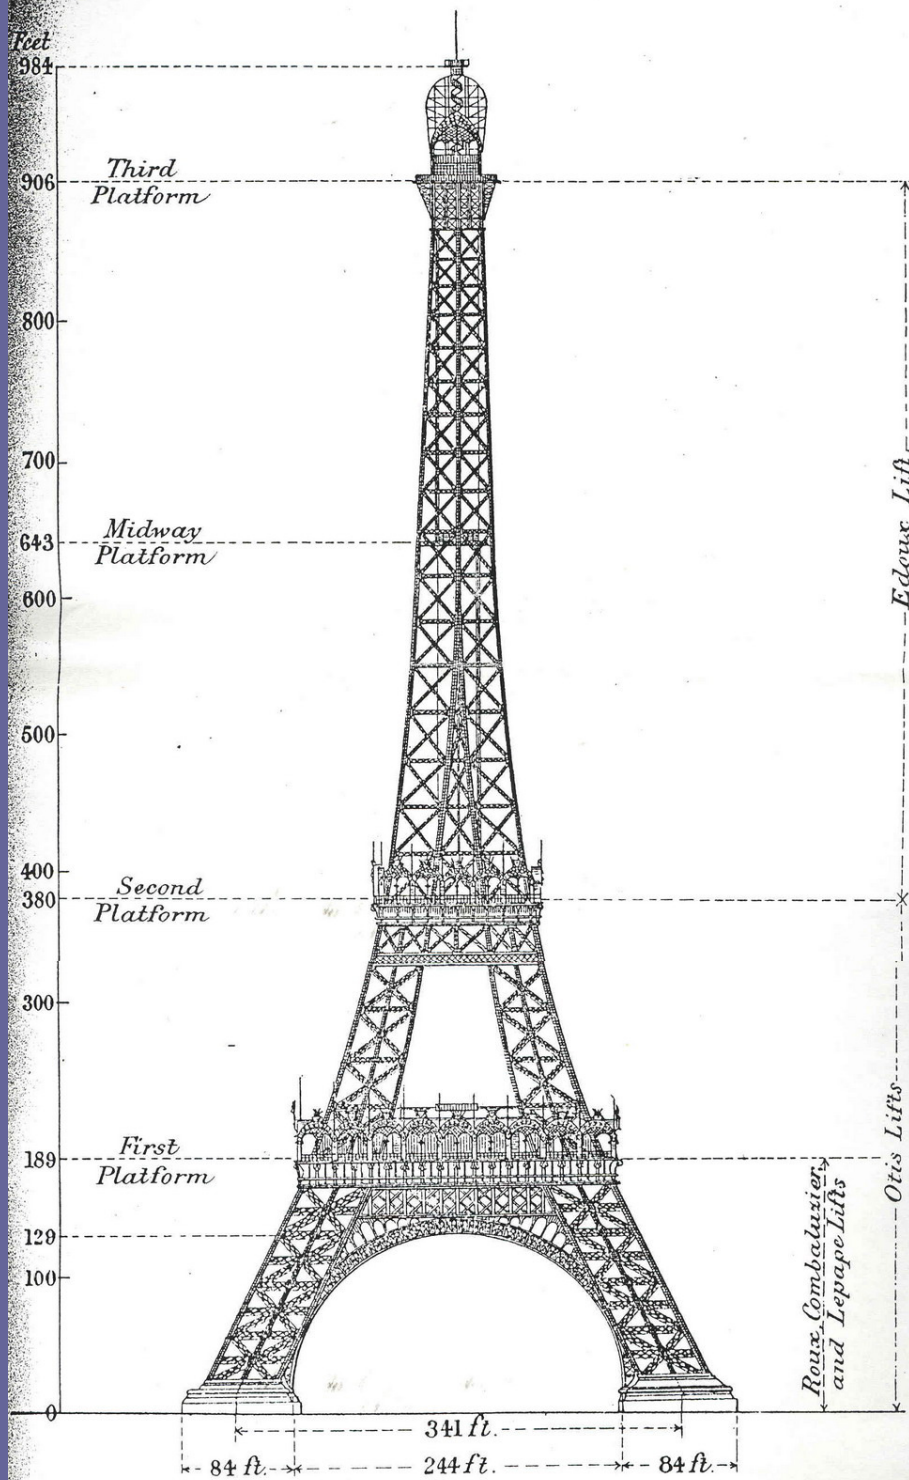 Feet
984
Third
906
Platform
800
700
Midway
643
Platform
600
500
400
Second
380
Platform
300
First
189
Platform
129
100
0
Edoux Lift
Otis Lifts
Roux, Combaluzier,
and Lepape Lifts
341 ft.
84 ft.
244 ft.
84 ft.